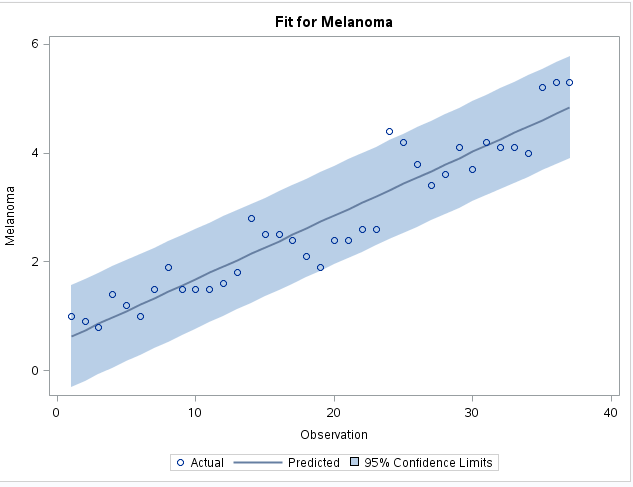 Fit for Melanoma
6
4
2
0
Melanoma
0 10 20 30 40
Observation
Actual Predicted 95% Confidence Limits